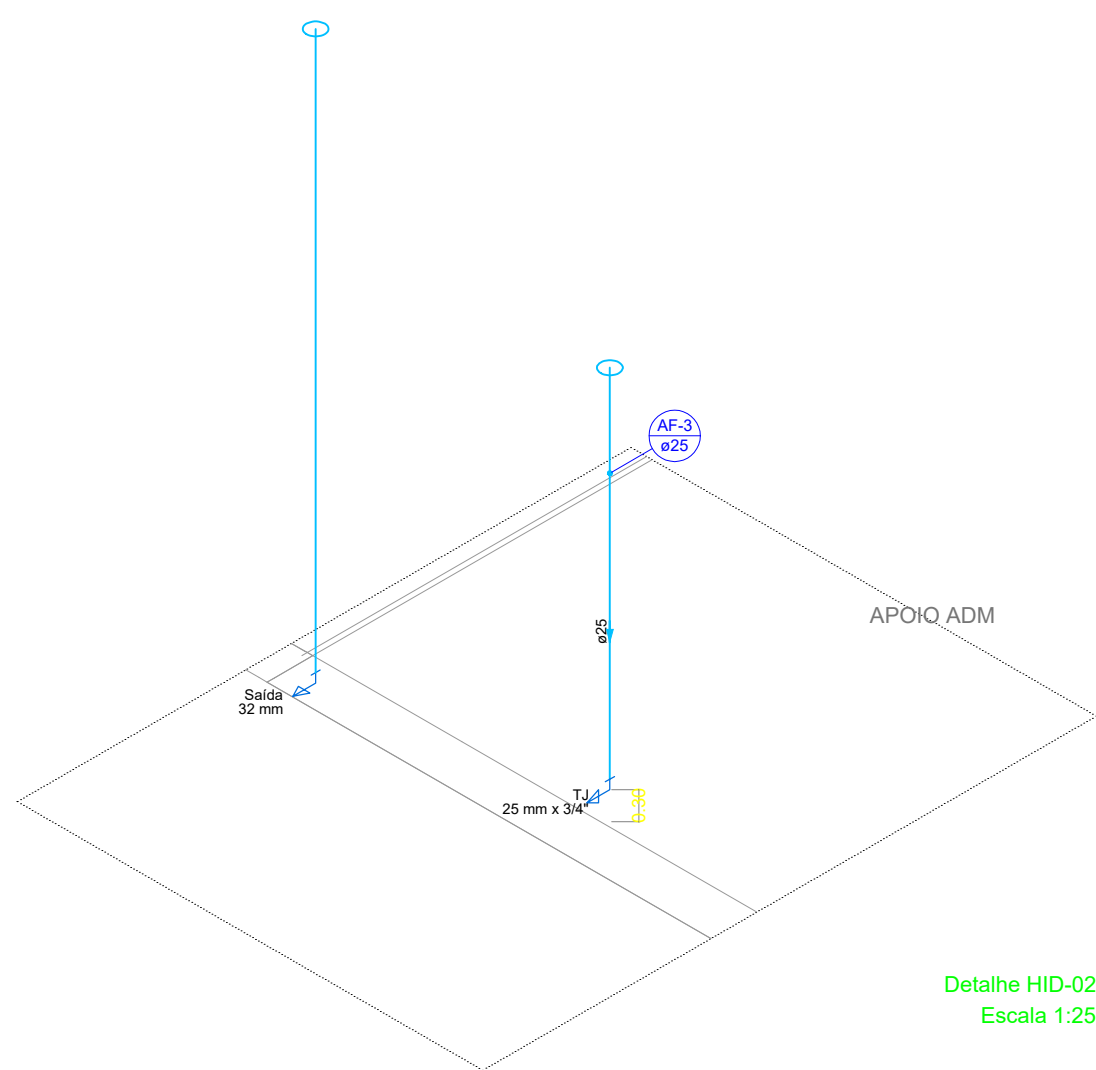 AF-3
ø25
APOIO ADM
ø25
Saída
32 mm
TJ
25 mm x 3/4"
0.30
Detalhe HID-02
Escala 1:25